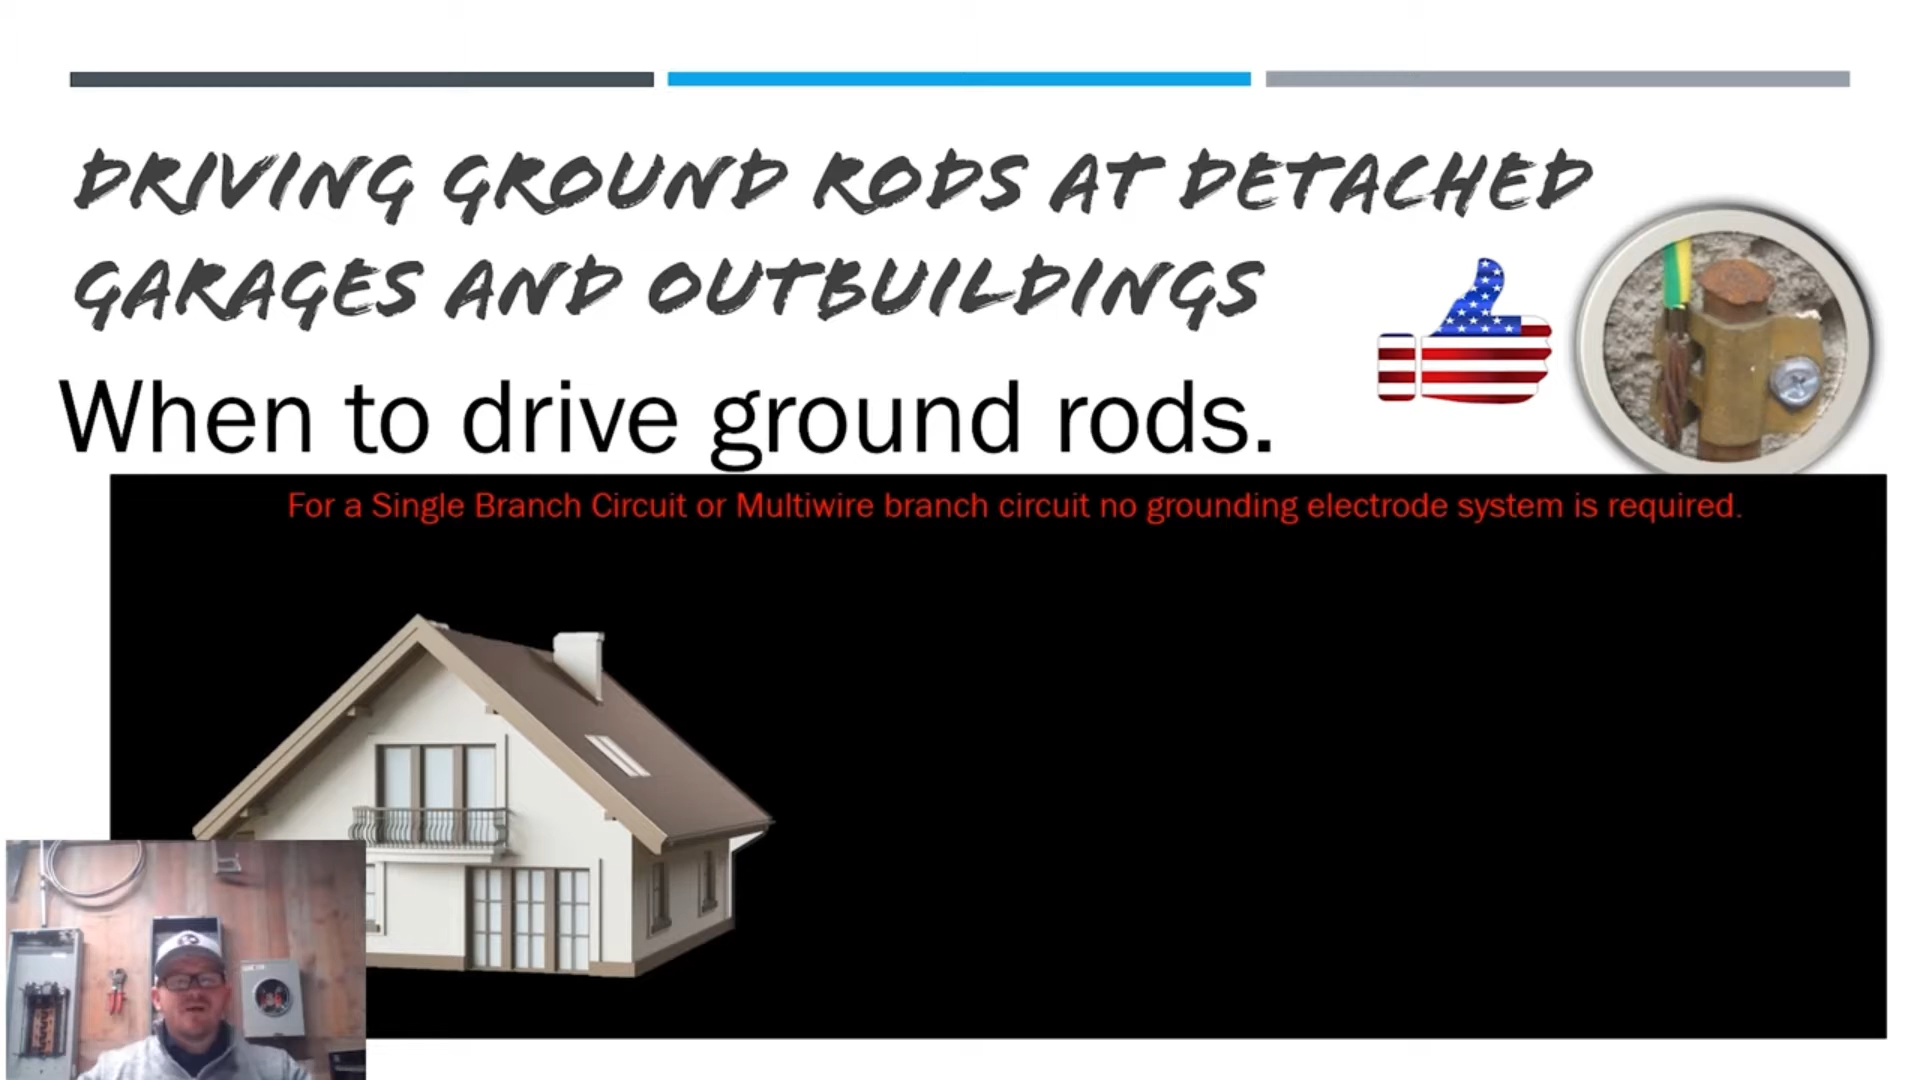 DRIVING GROUND RODS AT DETACHED
GARAGES AND OUTBUILDINGS
When to drive ground rods.
For a Single Branch Circuit or Multiwire branch circuit no grounding electrode system is required.